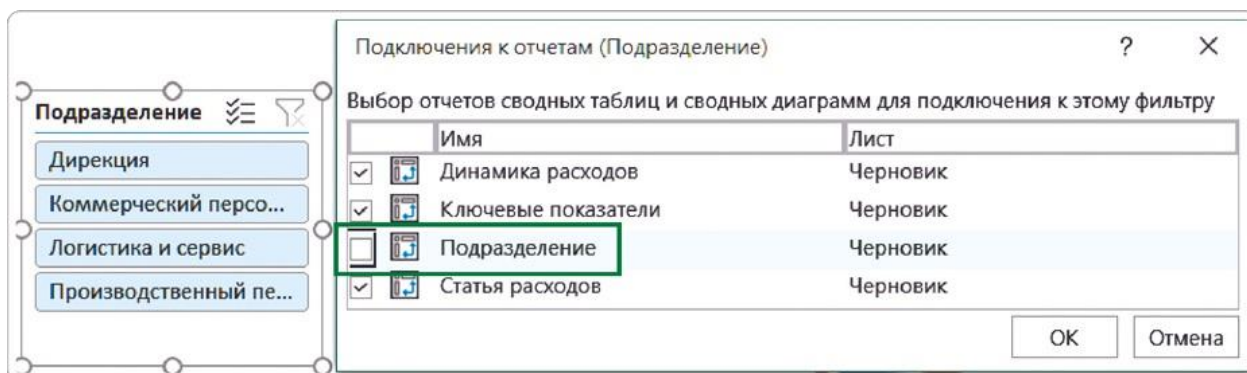 Подразделение
Дирекция
Коммерческий персо...
Логистика и сервис
Производственный пе...
Подключения к отчетам (Подразделение) ? ×
Выбор отчетов сводных таблиц и сводных диаграмм для подключения к этому фильтру
Имя Лист
Динамика расходов Черновик
Ключевые показатели Черновик
Подразделение Черновик
Статья расходов Черновик
ОК Отмена